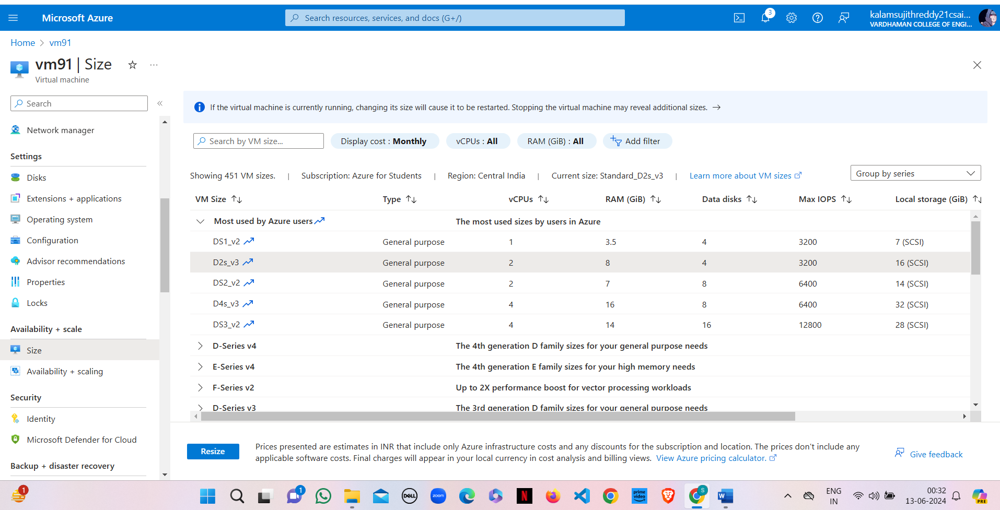 Microsoft Azure
Search resources, services, and docs (G+/)
3
kalamsujithreddy21csai...
VARDHAMAN COLLEGE OF ENGI...
Home > vm91
vm91 | Size
...
Virtual machine
Search
«
If the virtual machine is currently running, changing its size will cause it to be restarted. Stopping the virtual machine may reveal additional sizes. →
Network manager
Settings
Disks
Extensions + applications
Operating system
Configuration
Advisor recommendations
Properties
Locks
Availability + scale
Size
Availability + scaling
Security
Identity
Microsoft Defender for Cloud
Backup + disaster recovery
Search by VM size...
Display cost : Monthly
vCPUs : All
RAM (GiB) : All
Add filter
Showing 451 VM sizes. | Subscription: Azure for Students | Region: Central India | Current size: Standard_D2s_v3 | Learn more about VM sizes
Group by series
VM Size ↑↓ Type ↑↓ vCPUs ↑↓ RAM (GiB) ↑↓ Data disks ↑↓ Max IOPS ↑↓ Local storage (GiB) ↑↓
Most used by Azure users The most used sizes by users in Azure
DS1_v2 General purpose 1 3.5 4 3200 7 (SCSI)
D2s_v3 General purpose 2 8 4 3200 16 (SCSI)
DS2_v2 General purpose 2 7 8 6400 14 (SCSI)
D4s_v3 General purpose 4 16 8 6400 32 (SCSI)
DS3_v2 General purpose 4 14 16 12800 28 (SCSI)
D-Series v4 The 4th generation D family sizes for your general purpose needs
E-Series v4 The 4th generation E family sizes for your high memory needs
F-Series v2 Up to 2X performance boost for vector processing workloads
D-Series v3 The 3rd generation D family sizes for your general purpose needs
Resize
Prices presented are estimates in INR that include only Azure infrastructure costs and any discounts for the subscription and location. The prices don't include any
applicable software costs. Final charges will appear in your local currency in cost analysis and billing views. View Azure pricing calculator.
Give feedback
1
1
DELL
zoom
N
prime
video
S
W
ENG
IN
00:32
13-06-2024
PRE